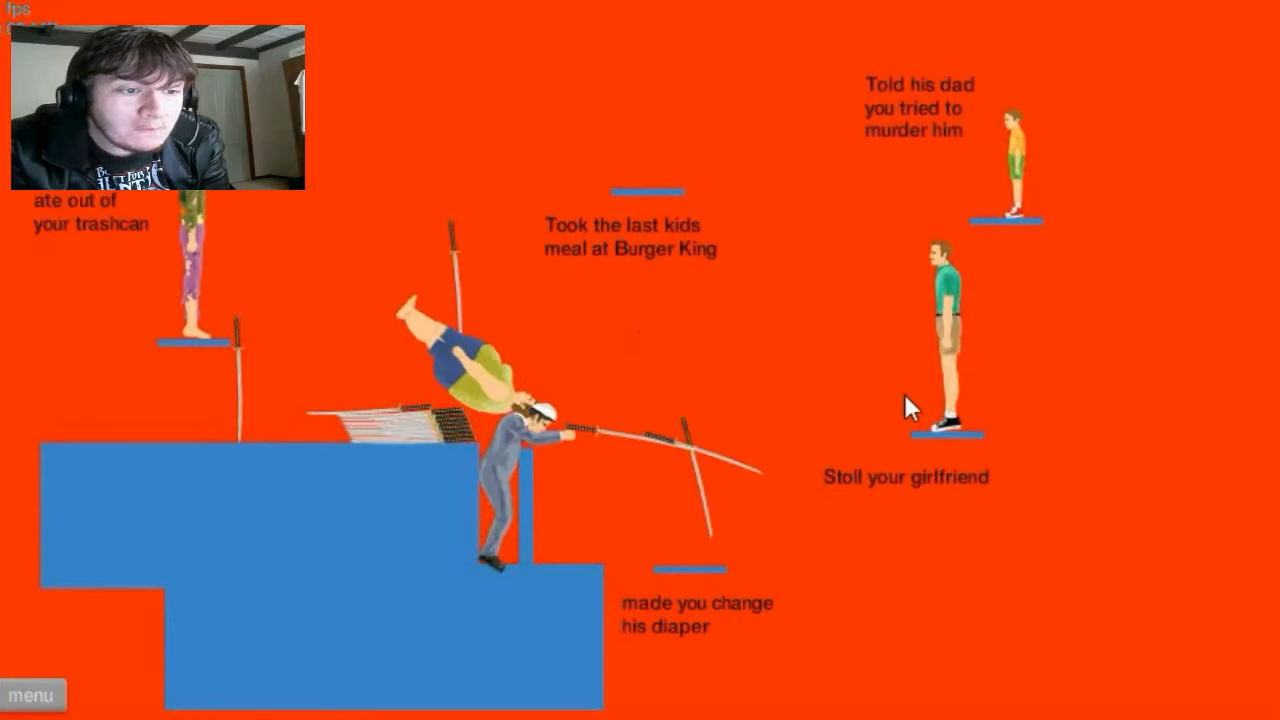 fps
Told his dad
you tried to
murder him
ate out of
your trashcan
Took the last kids
meal at Burger King
Stoll your girlfriend
made you change
his diaper
menu